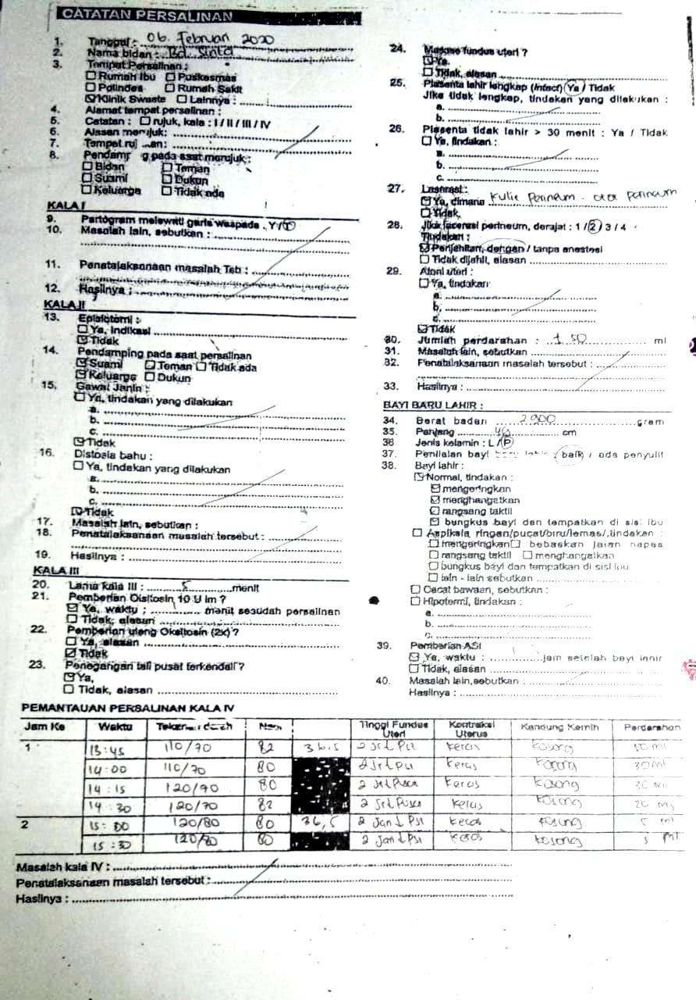 CATATAN PERSALINAN
1. Tanggal : 06 Februari 2020
2. Nama bidan : Bd. Sinta
3. Tempat Persalinan :
Rumah Ibu Puskesmas
Polindes Rumah Sakit
Klinik Swasta Lainnya :
4. Alamat tempat persalinan :
5. Catatan : rujuk, kala : I / II / III / IV
6. Alasan merujuk:
7. Tempat
8. pada saat merujuk :
Bidan Teman
Suami Dukun
Keluarga Tidak ada
KALA I
9. Partogram melewati garis waspada . Y / T
10. Masalah lain, sebutkan :
11. Penatalaksanaan masalah Tsb :
12. Hasilnya :
KALA II
13. Episiotomi :
Ya, indikasi
Tidak
14. Pendamping pada saat persalinan
Suami Teman Tidak ada
Keluarga Dukun
15. Gawat Janin :
Ya, tindakan yang dilakukan
a.
b.
c.
Tidak
16. Distosia bahu :
Ya, tindakan yang dilakukan
a.
b.
c.
Tidak
17. Masalah lain, sebutkan :
18. Penatalaksanaan masalah tersebut :
19. Hasilnya :
KALA III
20. Lama kala III : 5 menit
21. Pemberian Oksitosin 10 U im ?
Ya, waktu : menit sesudah persalinan
Tidak, alasan
22. Pemberian ulang Oksitosin (2x) ?
Ya, alasan
Tidak
23. Penegangan tali pusat terkendali ?
Ya,
Tidak, alasan
24. Masase fundus uteri ?
Ya.
Tidak, alasan
25. Plasenta lahir lengkap (intact) Ya / Tidak
Jika tidak lengkap, tindakan yang dilakukan :
a.
b.
26. Plasenta tidak lahir > 30 menit : Ya / Tidak
Ya, tindakan :
a.
b.
c.
27. Laserasi :
Ya, dimana Kulit Perineum - otot perineum
Tidak,
28. Jika laserasi perineum, derajat : 1 / 2 / 3 / 4
Tindakan :
Penjahitan, dengan / tanpa anestesi
Tidak dijahit, alasan
29. Atoni uteri :
Ya, tindakan
a.
b,
c.
Tidak
30. Jumlah perdarahan : 150 ml
31. Masalah lain, sebutkan
32. Penatalaksanaan masalah tersebut :
33. Hasilnya :
BAYI BARU LAHIR :
34. Berat badan 2900 gram
35. Panjang cm
36 Jenis kelamin : L / P
37. Penilaian bayi baru lahir : baik / ada penyulit
38. Bayi lahir :
Normal, tindakan :
mengeringkan
menghangatkan
rangsang taktil
bungkus bayi dan tempatkan di sisi ibu
Aspiksia ringan/pucat/biru/lemas/,tindakan :
mengeringkan bebaskan jalan napas
rangsang taktil menghangatkan
bungkus bayi dan tempatkan di sisi ibu
lain - lain sebutkan
Cacat bawaan, sebutkan :
Hipotermi, tindakan :
a.
b.
c.
39. Pemberian ASI
Ya, waktu : jam setelah bayi lahir
Tidak, alasan
40. Masalah lain,sebutkan :
Hasilnya :
PEMANTAUAN PERSALINAN KALA IV
Jam Ke Waktu Tinggi Fundus Uteri Kontraksi Uterus Kandung Kemih Perdarahan
1 13:45 110/70 82 36,5 2 Jrd Pst Keras Kosong 50 ml
14:00 110/70 80 2 Jrd Pst Keras Kosong 30 ml
14:15 120/70 80 2 Jrd Pusat Keras Kosong 30 ml
14:30 120/70 82 2 Jrd Pusat Keras Kosong 20 ml
2 15:00 120/80 80 36,5 2 Jari ↓ Pst Keras Kosong 5 ml
15:30 120/80 80 2 Jari ↓ Pst Keras Kosong 5 ml
Masalah kala IV :
Penatalaksanaan masalah tersebut :
Hasilnya :